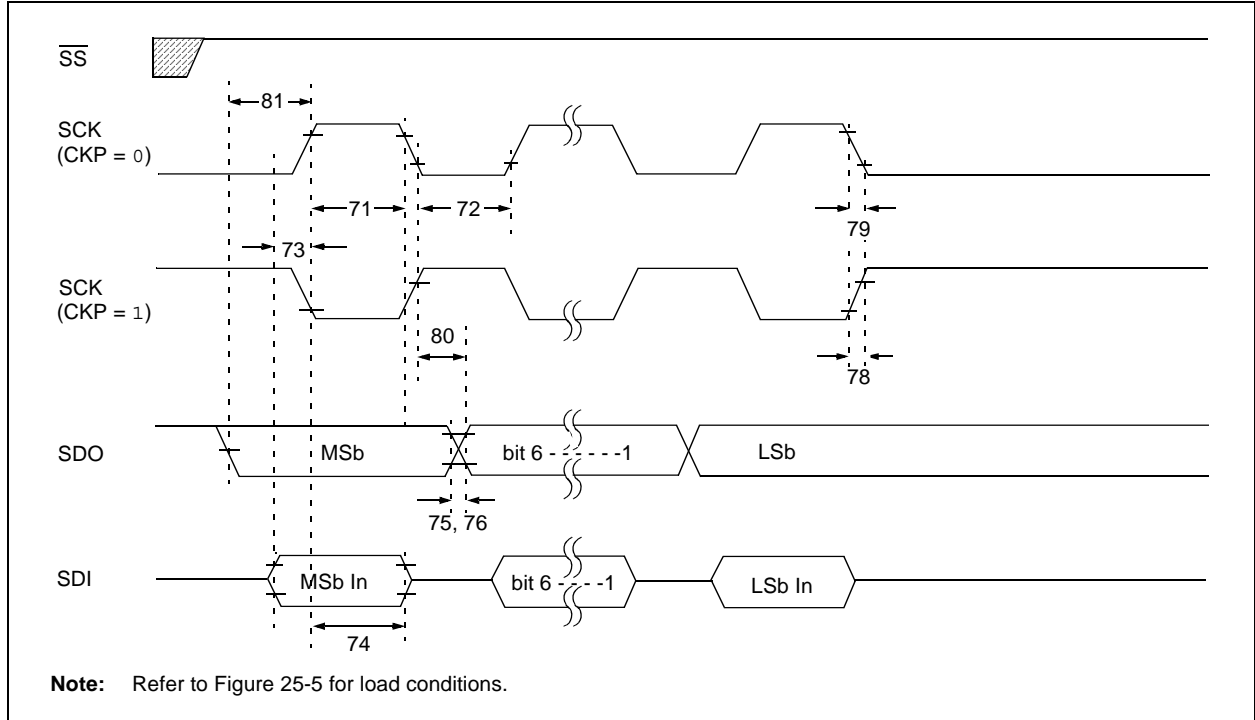 SS
81
SCK
(CKP = 0)
71
72
79
73
SCK
(CKP = 1)
80
78
SDO
MSb
bit 6 - - - - - -1
LSb
75, 76
SDI
MSb In
bit 6 - - - -1
LSb In
74
Note: Refer to Figure 25-5 for load conditions.